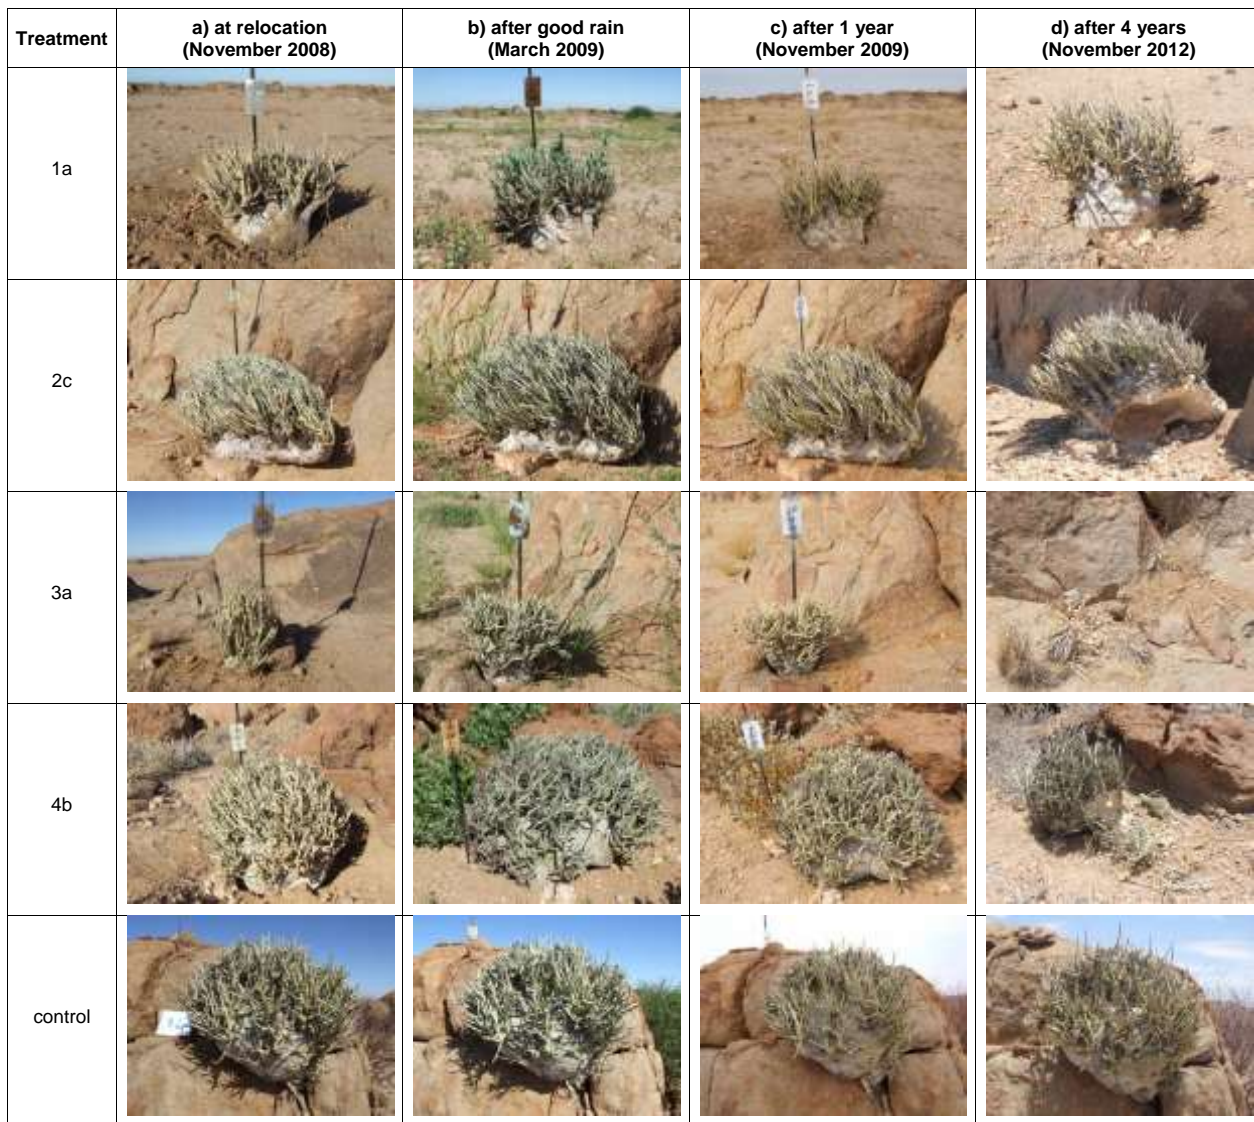 Treatment
a) at relocation
(November 2008)
b) after good rain
(March 2009)
c) after 1 year
(November 2009)
d) after 4 years
(November 2012)
1a
2c
3a
4b
control